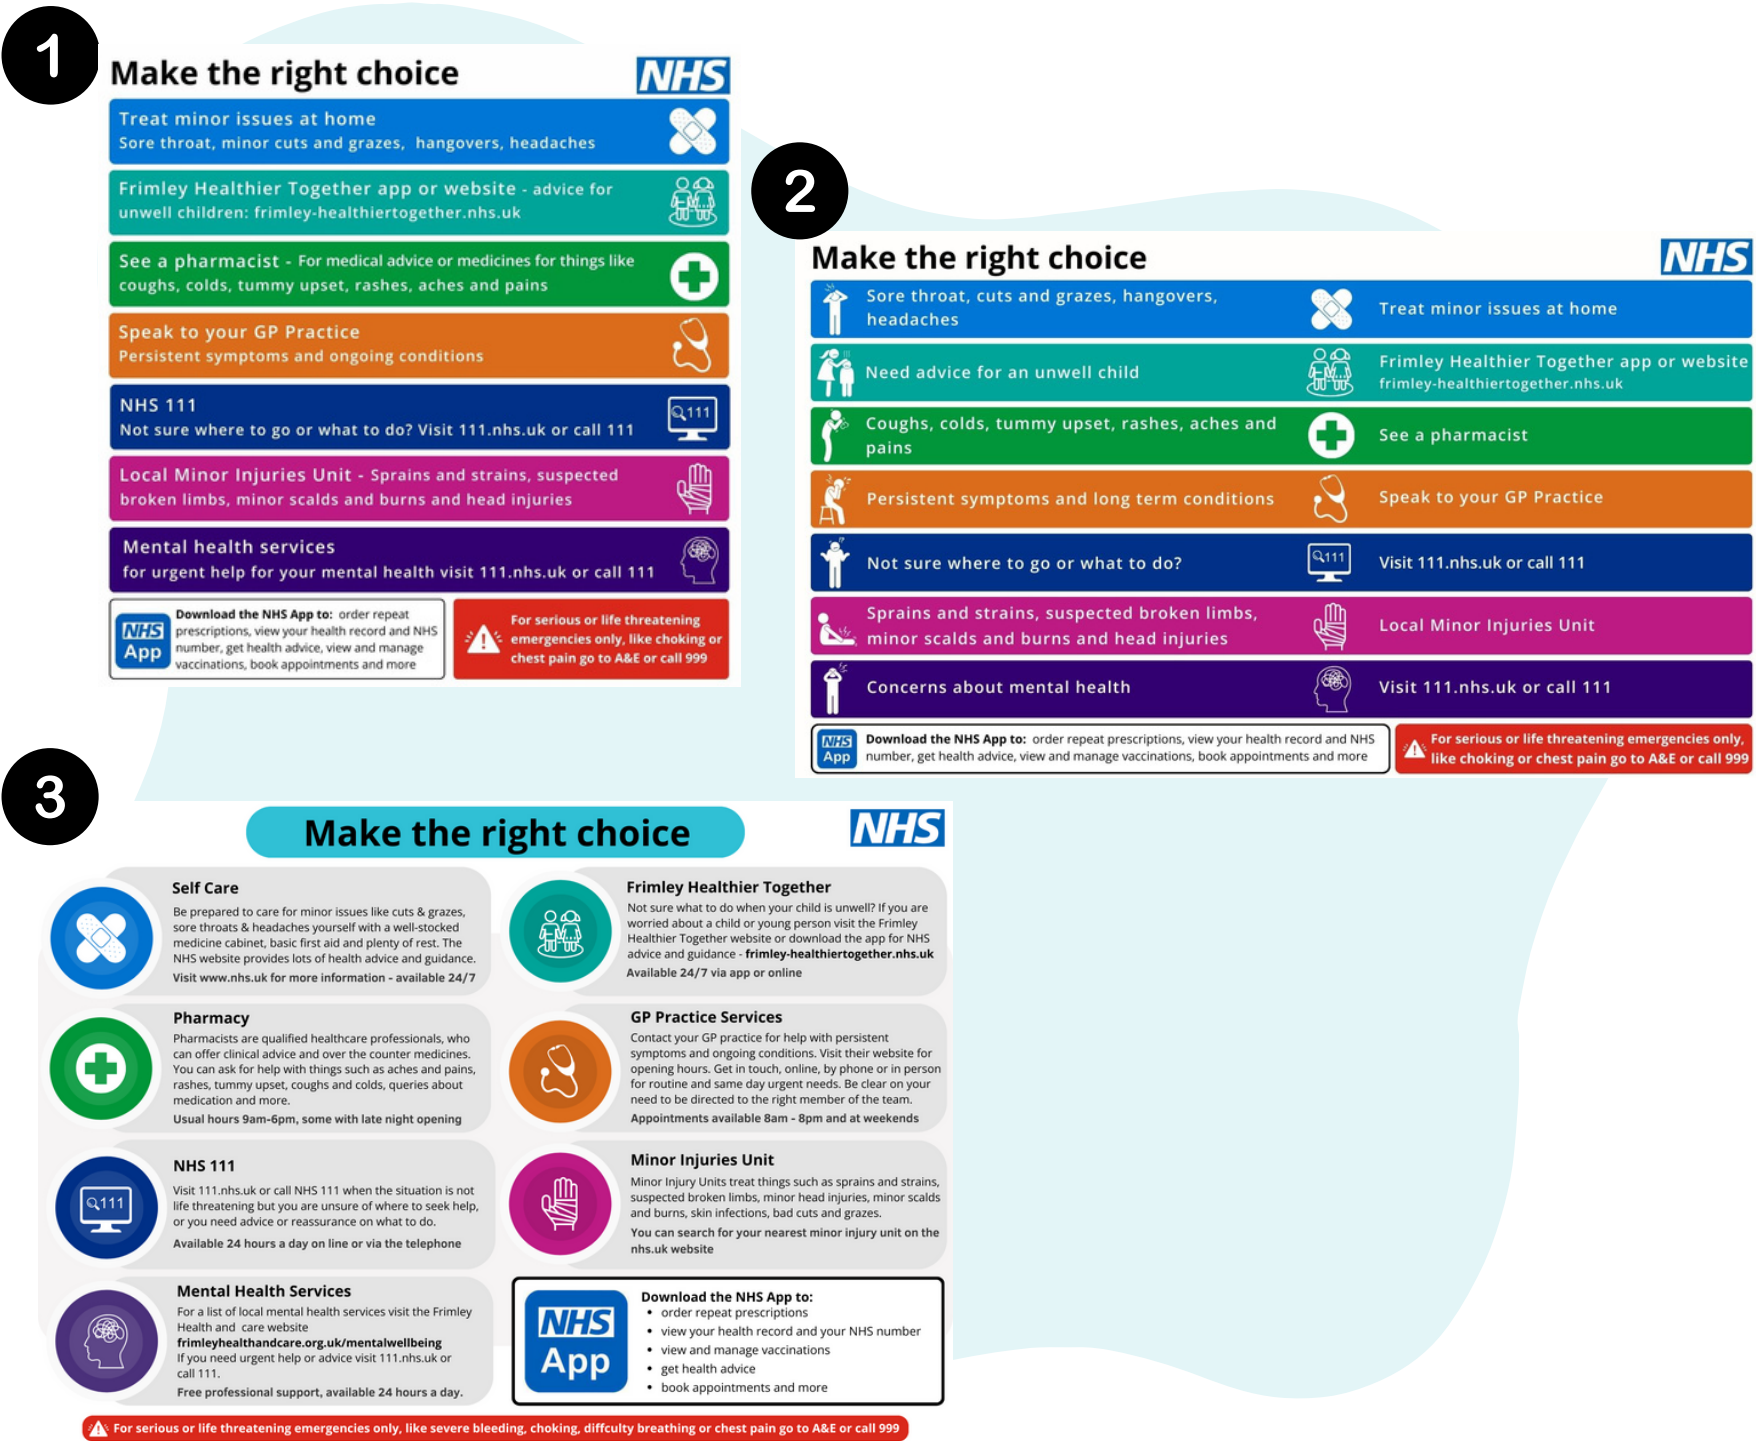 1
Make the right choice
NHS
Treat minor issues at home
Sore throat, minor cuts and grazes, hangovers, headaches
Frimley Healthier Together app or website - advice for
unwell children: frimley-healthiertogether.nhs.uk
See a pharmacist - For medical advice or medicines for things like
coughs, colds, tummy upset, rashes, aches and pains
Speak to your GP Practice
Persistent symptoms and ongoing conditions
NHS 111
Not sure where to go or what to do? Visit 111.nhs.uk or call 111
111
Local Minor Injuries Unit - Sprains and strains, suspected
broken limbs, minor scalds and burns and head injuries
Mental health services
for urgent help for your mental health visit 111.nhs.uk or call 111
NHS
App
Download the NHS App to: order repeat
prescriptions, view your health record and NHS
number, get health advice, view and manage
vaccinations, book appointments and more
For serious or life threatening
emergencies only, like choking or
chest pain go to A&E or call 999
2
Make the right choice
NHS
Sore throat, cuts and grazes, hangovers,
headaches
Treat minor issues at home
Need advice for an unwell child
Frimley Healthier Together app or website
frimley-healthiertogether.nhs.uk
Coughs, colds, tummy upset, rashes, aches and
pains
See a pharmacist
Persistent symptoms and long term conditions
Speak to your GP Practice
Not sure where to go or what to do?
111
Visit 111.nhs.uk or call 111
Sprains and strains, suspected broken limbs,
minor scalds and burns and head injuries
Local Minor Injuries Unit
Concerns about mental health
Visit 111.nhs.uk or call 111
NHS
App
Download the NHS App to: order repeat prescriptions, view your health record and NHS
number, get health advice, view and manage vaccinations, book appointments and more
For serious or life threatening emergencies only,
like choking or chest pain go to A&E or call 999
3
Make the right choice
NHS
Self Care
Be prepared to care for minor issues like cuts & grazes,
sore throats & headaches yourself with a well-stocked
medicine cabinet, basic first aid and plenty of rest. The
NHS website provides lots of health advice and guidance.
Visit www.nhs.uk for more information - available 24/7
Frimley Healthier Together
Not sure what to do when your child is unwell? If you are
worried about a child or young person visit the Frimley
Healthier Together website or download the app for NHS
advice and guidance - frimley-healthiertogether.nhs.uk
Available 24/7 via app or online
Pharmacy
Pharmacists are qualified healthcare professionals, who
can offer clinical advice and over the counter medicines.
You can ask for help with things such as aches and pains,
rashes, tummy upset, coughs and colds, queries about
medication and more.
Usual hours 9am-6pm, some with late night opening
GP Practice Services
Contact your GP practice for help with persistent
symptoms and ongoing conditions. Visit their website for
opening hours. Get in touch, online, by phone or in person
for routine and same day urgent needs. Be clear on your
need to be directed to the right member of the team.
Appointments available 8am - 8pm and at weekends
111
NHS 111
Visit 111.nhs.uk or call NHS 111 when the situation is not
life threatening but you are unsure of where to seek help,
or you need advice or reassurance on what to do.
Available 24 hours a day on line or via the telephone
Minor Injuries Unit
Minor Injury Units treat things such as sprains and strains,
suspected broken limbs, minor head injuries, minor scalds
and burns, skin infections, bad cuts and grazes.
You can search for your nearest minor injury unit on the
nhs.uk website
Mental Health Services
For a list of local mental health services visit the Frimley
Health and care website
frimleyhealthandcare.org.uk/mentalwellbeing
If you need urgent help or advice visit 111.nhs.uk or
call 111.
Free professional support, available 24 hours a day.
NHS
App
Download the NHS App to:
• order repeat prescriptions
• view your health record and your NHS number
• view and manage vaccinations
• get health advice
• book appointments and more
For serious or life threatening emergencies only, like severe bleeding, choking, diffculty breathing or chest pain go to A&E or call 999